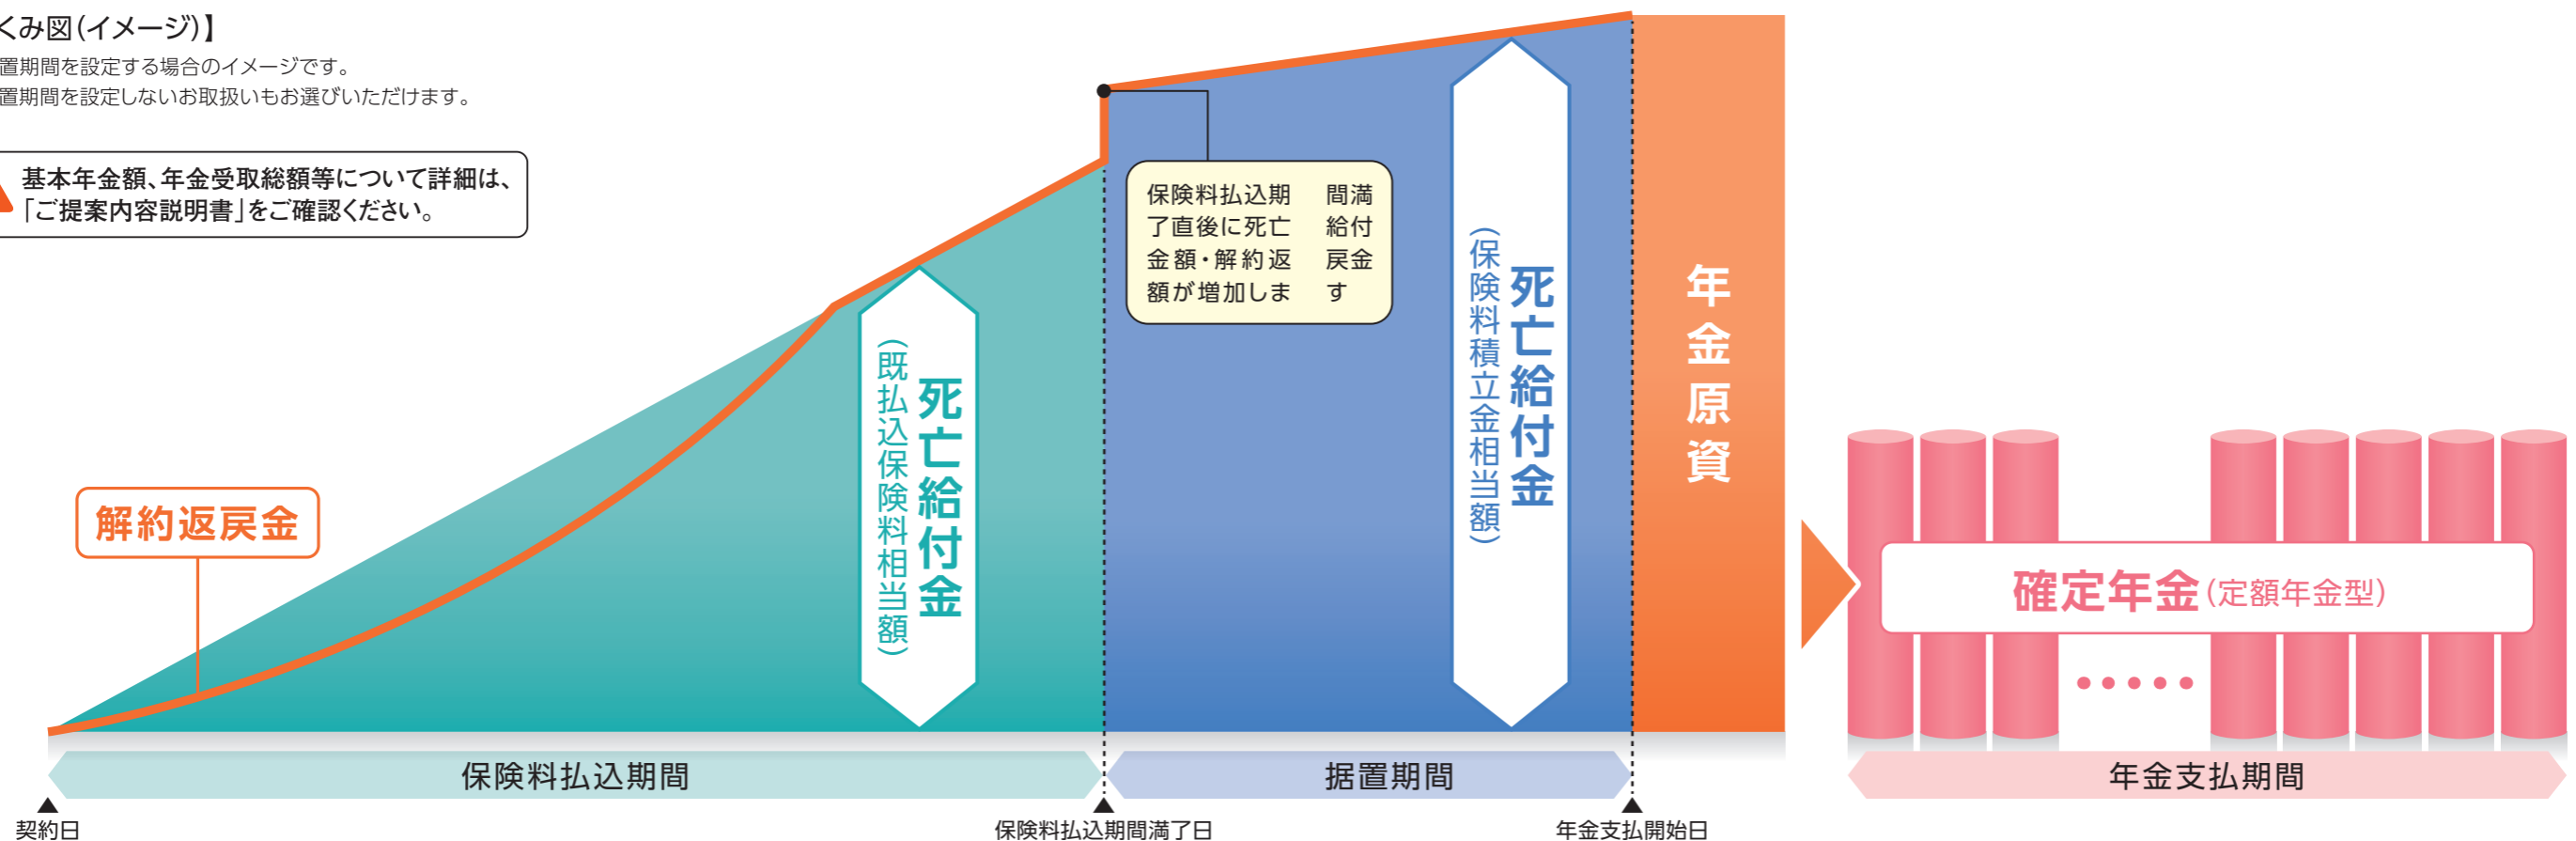 くみ図（イメージ）】
置期間を設定する場合のイメージです。
置期間を設定しないお取扱いもお選びいただけます。
基本年金額、年金受取総額等について詳細は、
「ご提案内容説明書」をご確認ください。
解約返戻金
死亡給付金
（既払込保険料相当額）
保険料払込期 間満
了直後に死亡 給付
金額・解約返 戻金
額が増加しま す
死亡給付金
（保険料積立金相当額）
年金原資
確定年金（定額年金型）
保険料払込期間
据置期間
年金支払期間
契約日
保険料払込期間満了日
年金支払開始日